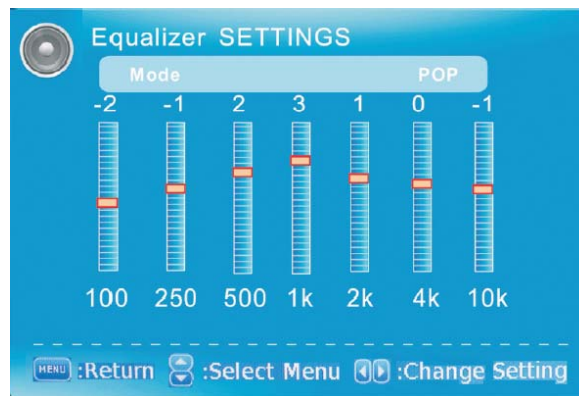 Equalizer SETTINGS
Mode POP
-2 -1 2 3 1 0 -1
100 250 500 1k 2k 4k 10k
MENU :Return :Select Menu :Change Setting